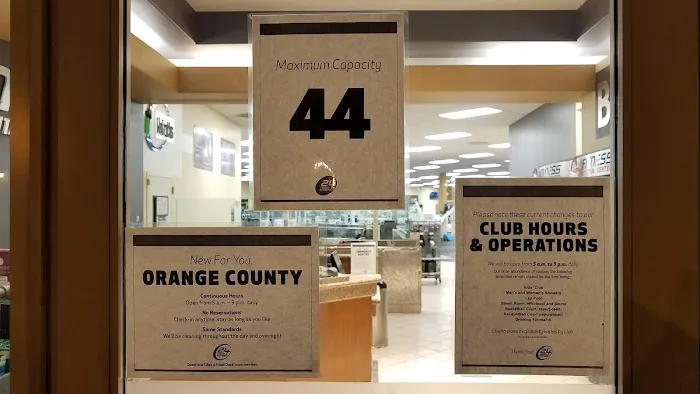 Maximum Capacity
44
24
New For You,
ORANGE COUNTY
Continuous Hours
Open from 5 a.m. - 9 p.m. daily
No Reservations
Check-in anytime, stay as long as you like
Same Standards
We'll be cleaning throughout the day and overnight
24
Please note these current changes to our
CLUB HOURS
& OPERATIONS
We will be open from 5 a.m. to 9 p.m. daily
Kids' Club
Men's and Women's Showers
Lap Pool
Steam Room, Whirlpool and Sauna
Basketball Court
Racquetball Court
Drinking Fountains
Thank you!
24
FITNESS
B